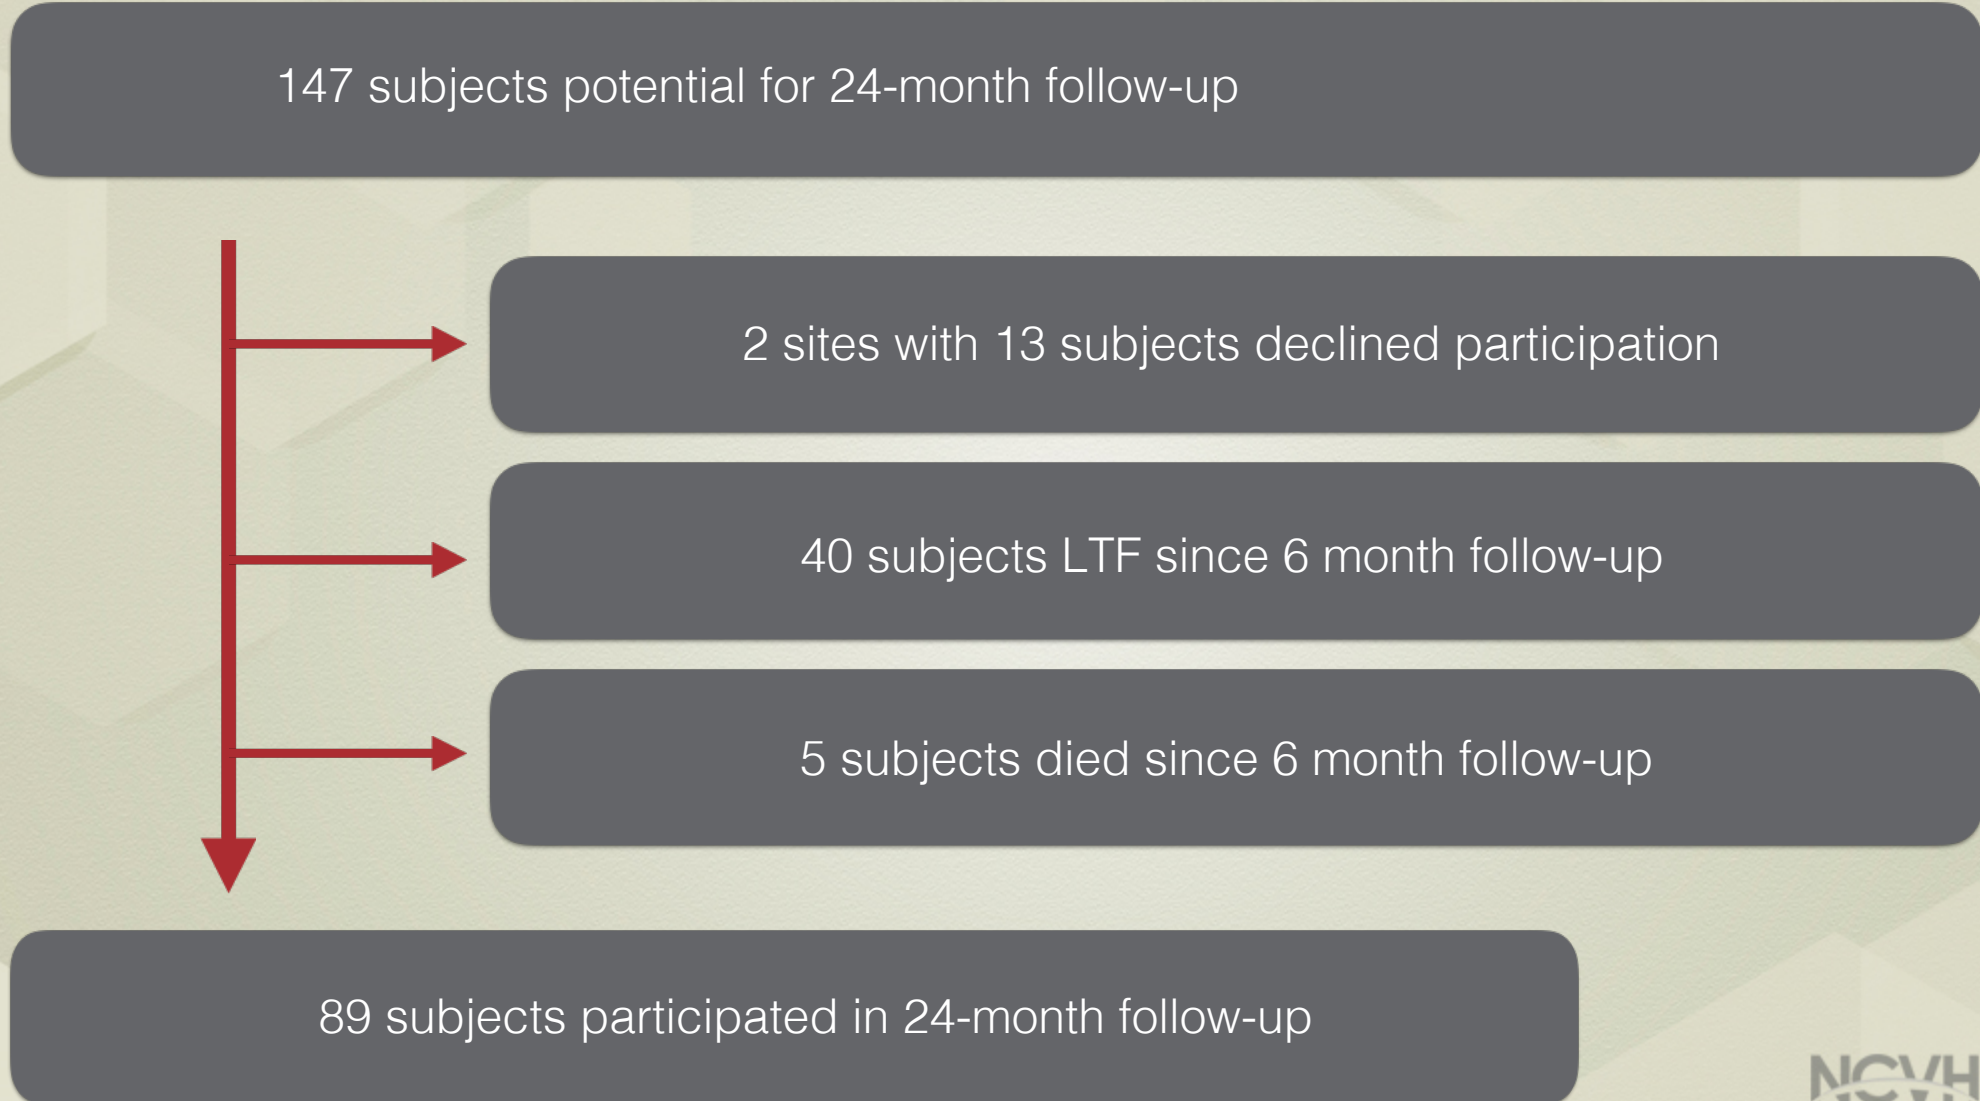 147 subjects potential for 24-month follow-up
2 sites with 13 subjects declined participation
40 subjects LTF since 6 month follow-up
5 subjects died since 6 month follow-up
89 subjects participated in 24-month follow-up
NCVH